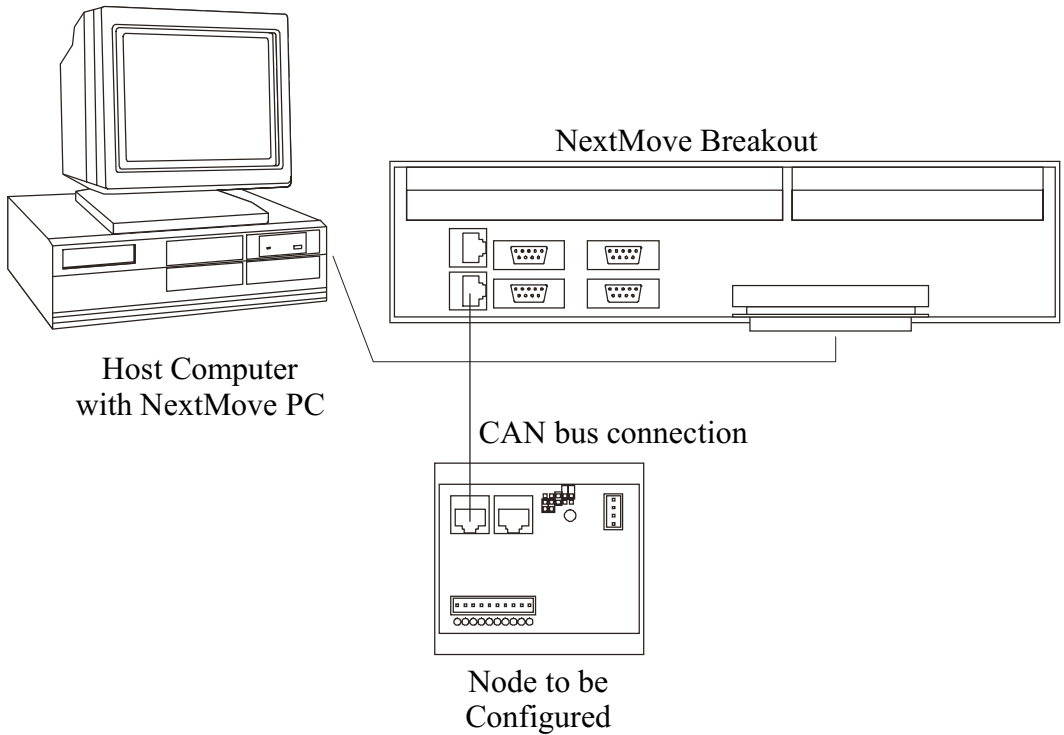 NextMove Breakout
Host Computer
with NextMove PC
CAN bus connection
Node to be
Configured